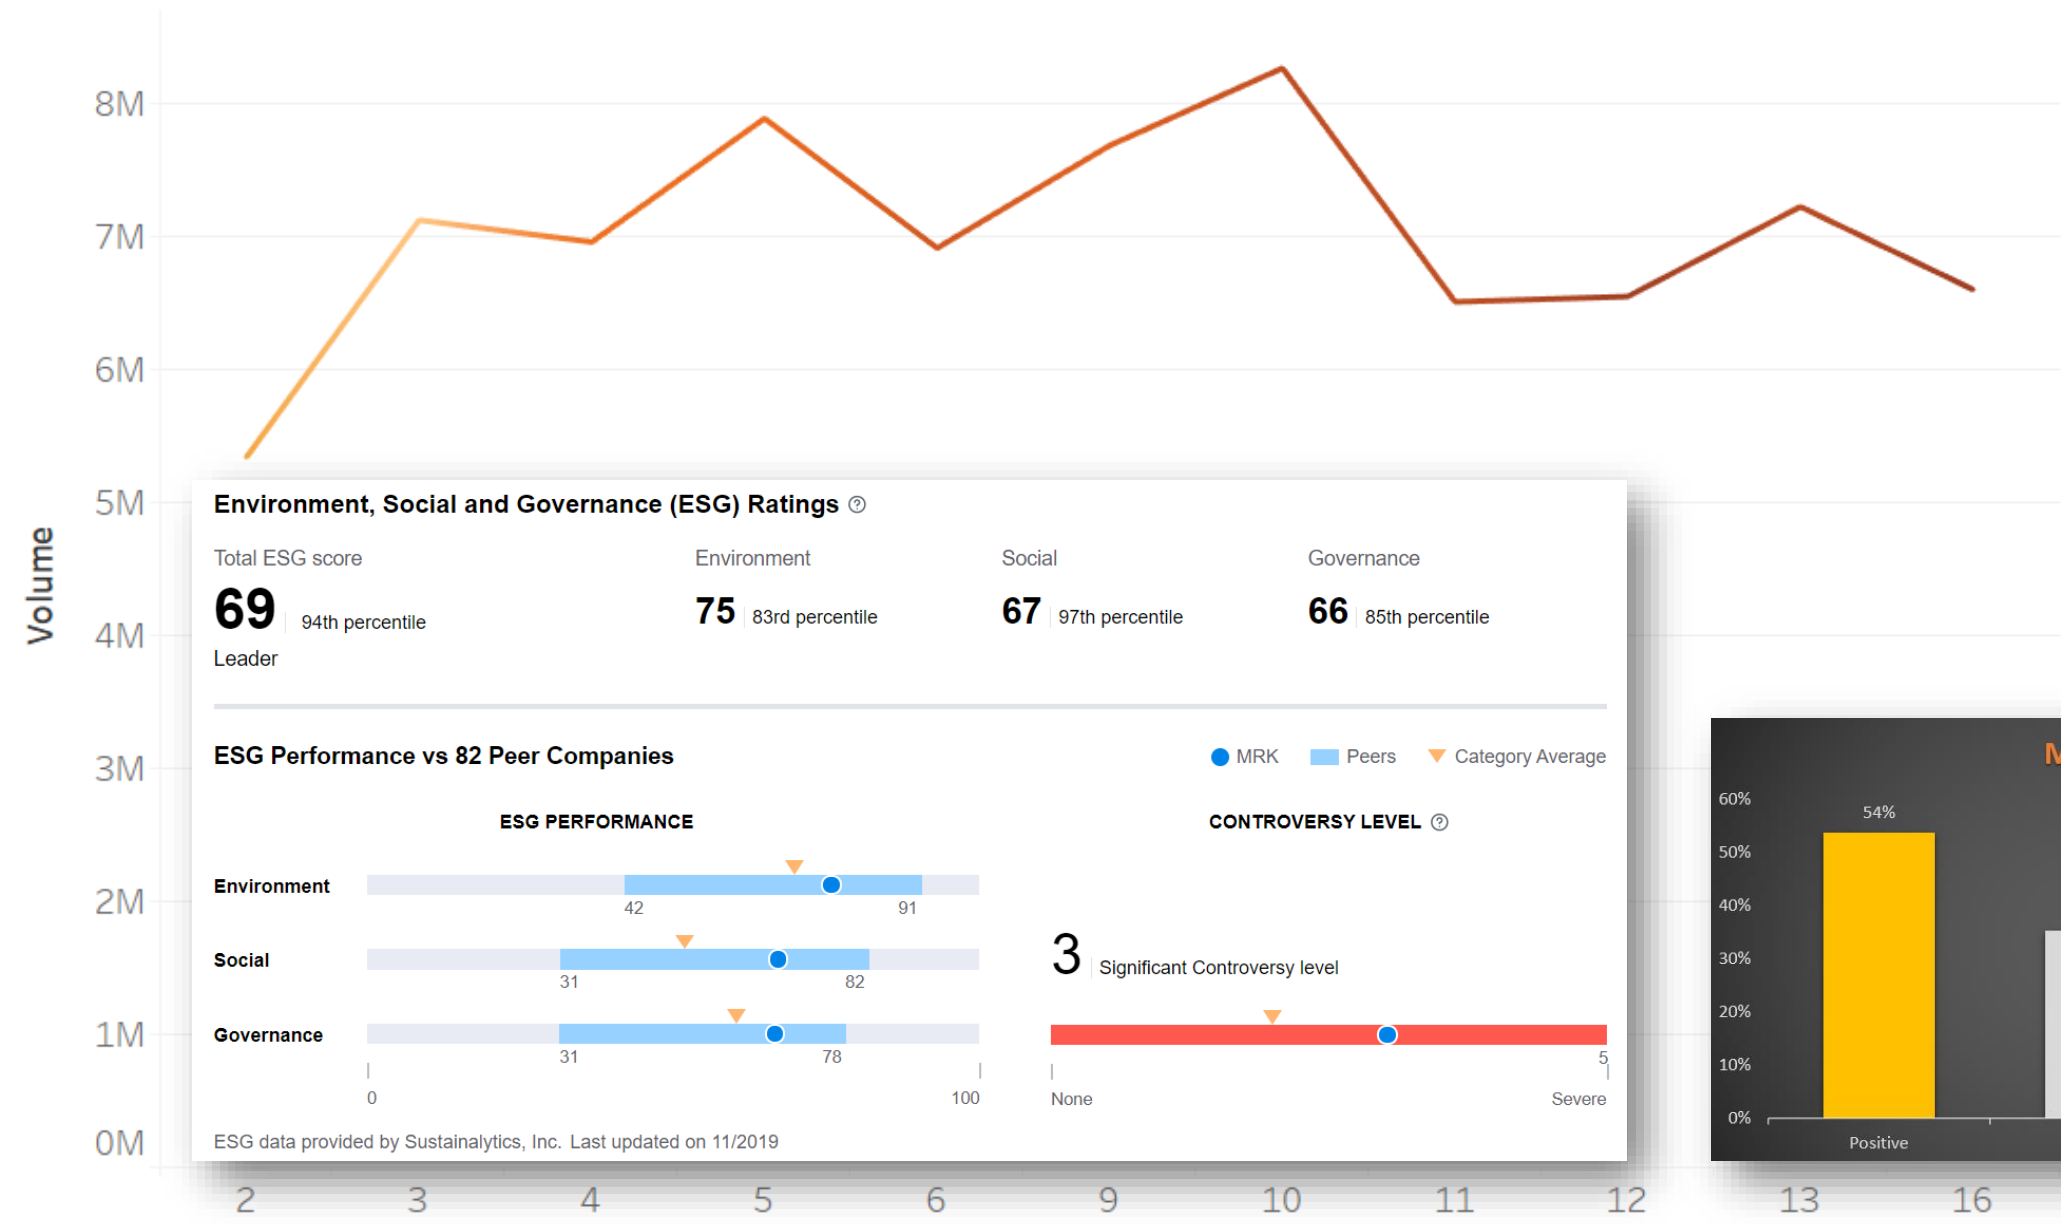 8M
7M
6M
5M
4M
3M
2M
1M
0M
Volume
Environment, Social and Governance (ESG) Ratings
Total ESG score
69 94th percentile
Leader
Environment
75 83rd percentile
Social
67 97th percentile
Governance
66 85th percentile
ESG Performance vs 82 Peer Companies
MRK Peers Category Average
ESG PERFORMANCE
Environment
42 91
Social
31 82
Governance
31 78
0 100
CONTROVERSY LEVEL
3 Significant Controversy level
5
None Severe
ESG data provided by Sustainalytics, Inc. Last updated on 11/2019
60%
50%
40%
30%
20%
10%
0%
54%
Positive
2 3 4 5 6 9 10 11 12 13 16